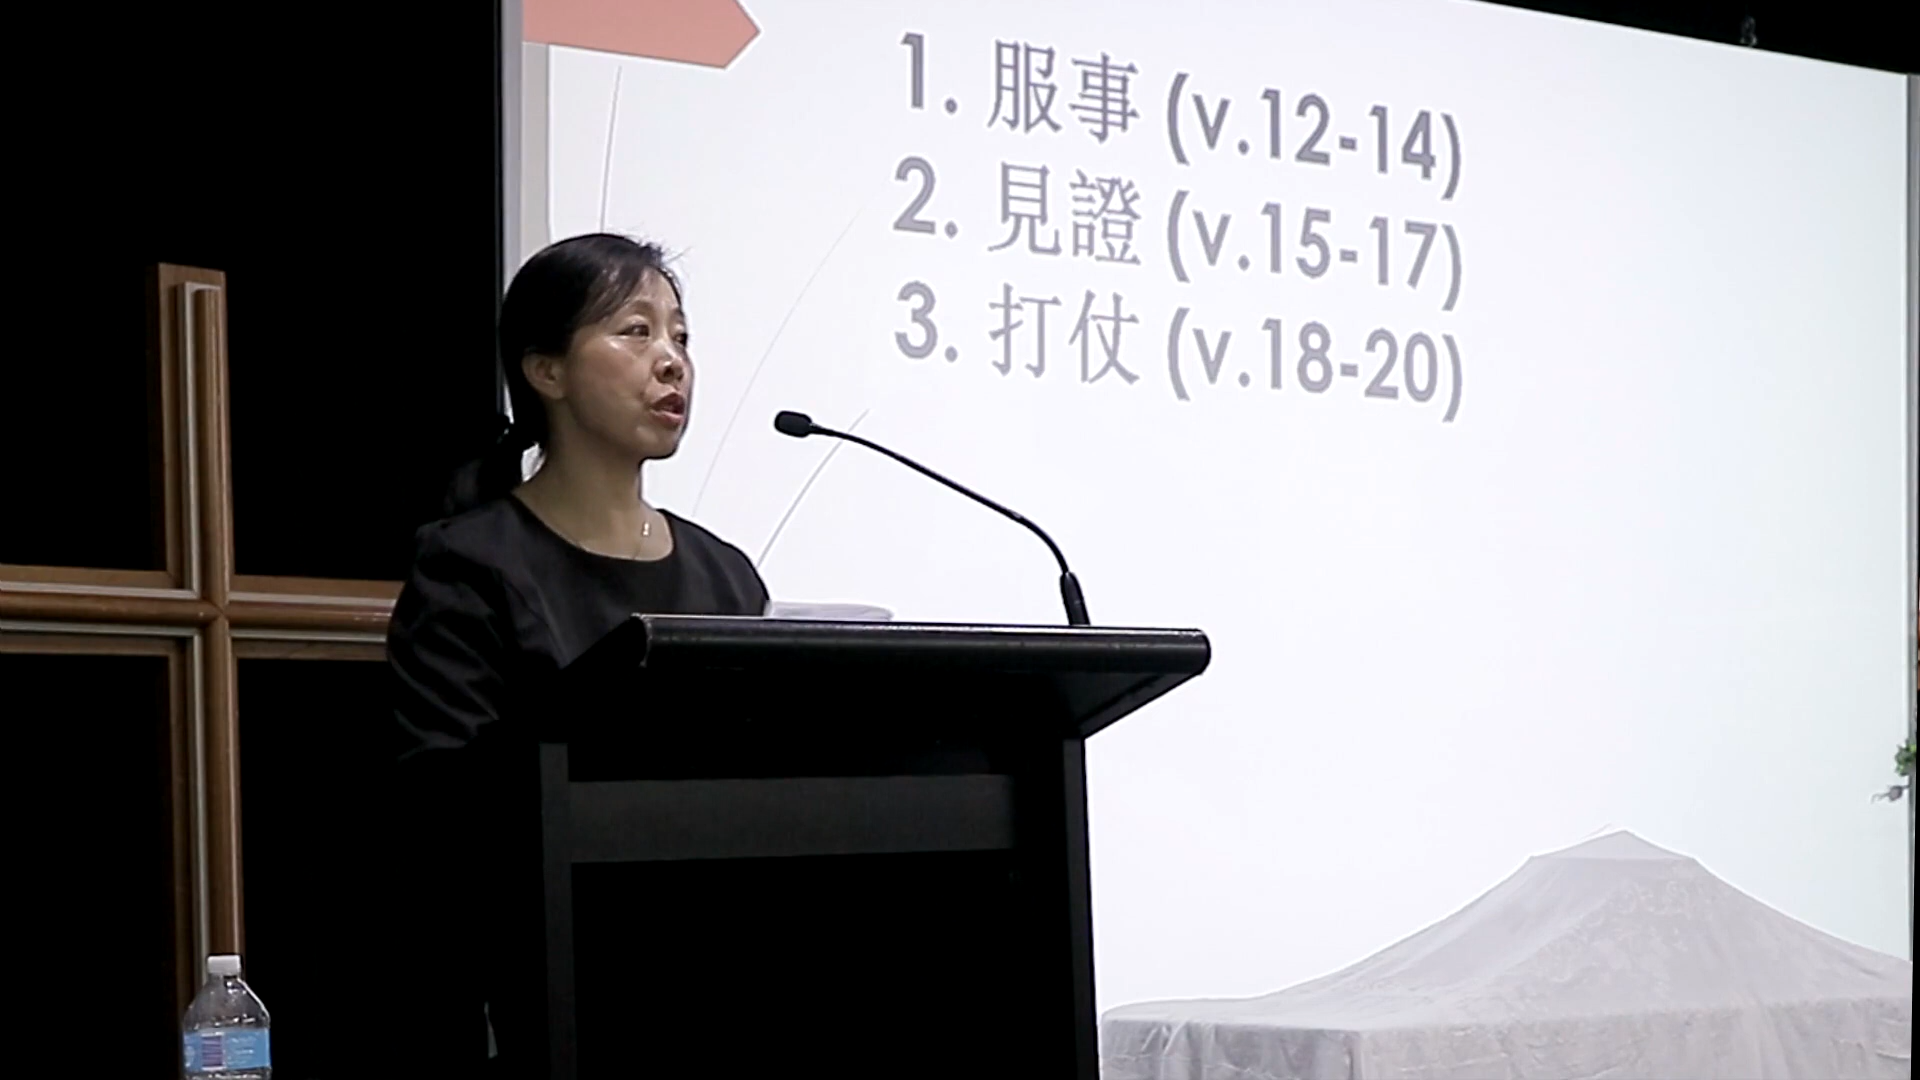 1. 服事 (v.12-14)
2. 見證 (v.15-17)
3. 打仗 (v.18-20)